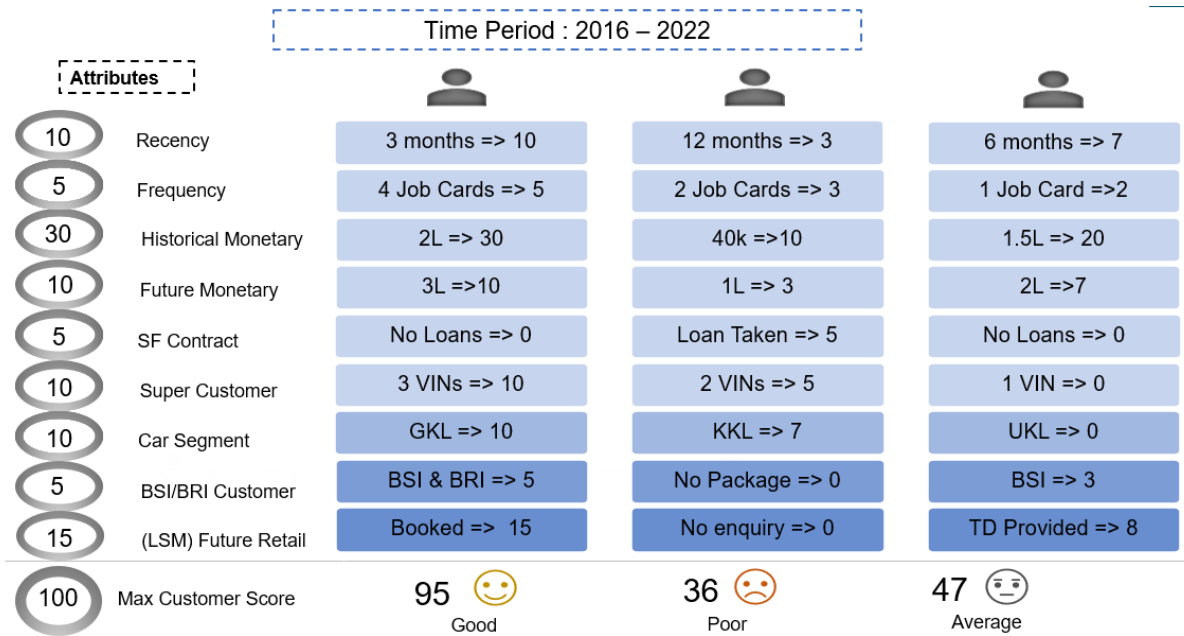 Time Period : 2016 – 2022
Attributes
10 Recency 3 months => 10 12 months => 3 6 months => 7
5 Frequency 4 Job Cards => 5 2 Job Cards => 3 1 Job Card =>2
30 Historical Monetary 2L => 30 40k =>10 1.5L => 20
10 Future Monetary 3L =>10 1L => 3 2L =>7
5 SF Contract No Loans => 0 Loan Taken => 5 No Loans => 0
10 Super Customer 3 VINs => 10 2 VINs => 5 1 VIN => 0
10 Car Segment GKL => 10 KKL => 7 UKL => 0
5 BSI/BRI Customer BSI & BRI => 5 No Package => 0 BSI => 3
15 (LSM) Future Retail Booked => 15 No enquiry => 0 TD Provided => 8
100 Max Customer Score 95 36 47
Good Poor Average